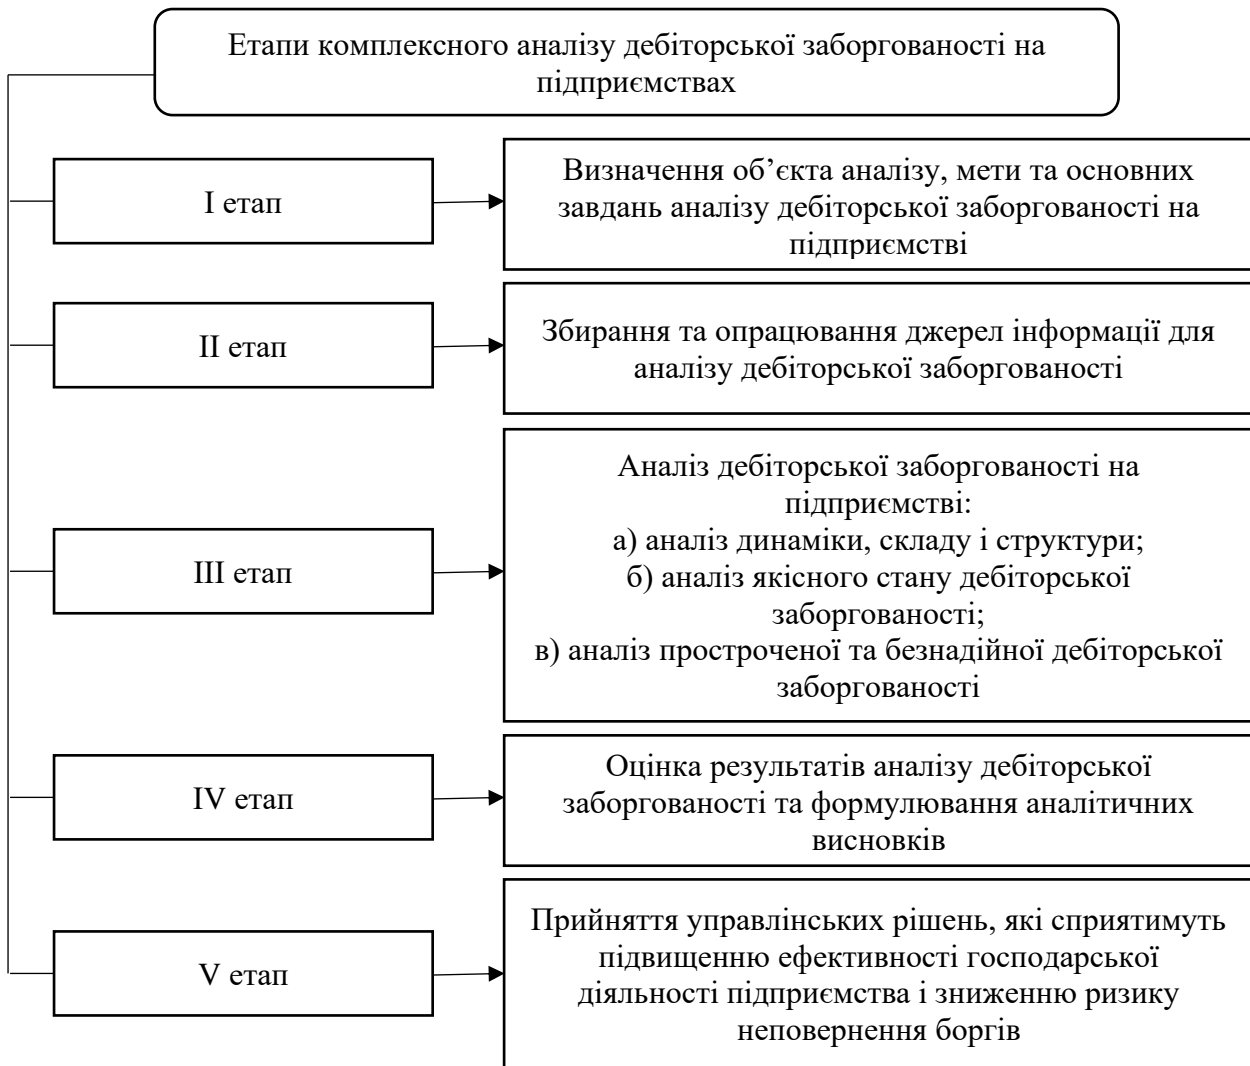 Етапи комплексного аналізу дебіторської заборгованості на
підприємствах
І етап
Визначення об’єкта аналізу, мети та основних
завдань аналізу дебіторської заборгованості на
підприємстві
ІІ етап
Збирання та опрацювання джерел інформації для
аналізу дебіторської заборгованості
ІІІ етап
Аналіз дебіторської заборгованості на
підприємстві:
а) аналіз динаміки, складу і структури;
б) аналіз якісного стану дебіторської
заборгованості;
в) аналіз простроченої та безнадійної дебіторської
заборгованості
IV етап
Оцінка результатів аналізу дебіторської
заборгованості та формулювання аналітичних
висновків
V етап
Прийняття управлінських рішень, які сприятимуть
підвищенню ефективності господарської
діяльності підприємства і зниженню ризику
неповернення боргів